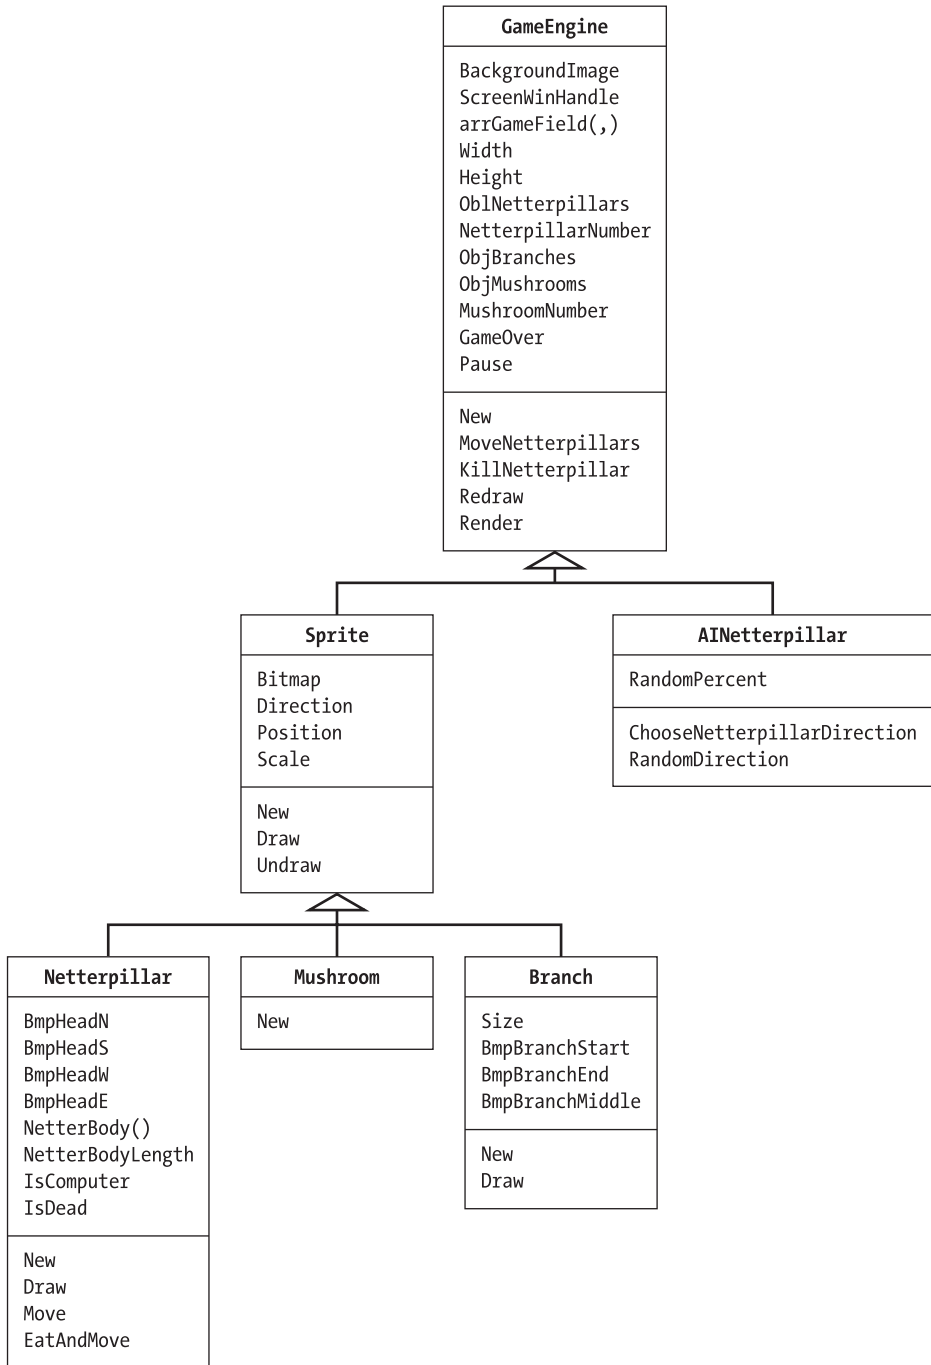 GameEngine
BackgroundImage
ScreenWinHandle
arrGameField(,)
Width
Height
OblNetterpillars
NetterpillarNumber
ObjBranches
ObjMushrooms
MushroomNumber
GameOver
Pause
New
MoveNetterpillars
KillNetterpillar
Redraw
Render
Sprite
Bitmap
Direction
Position
Scale
New
Draw
Undraw
AINetterpillar
RandomPercent
ChooseNetterpillarDirection
RandomDirection
Netterpillar
BmpHeadN
BmpHeadS
BmpHeadW
BmpHeadE
NetterBody()
NetterBodyLength
IsComputer
IsDead
New
Draw
Move
EatAndMove
Mushroom
New
Branch
Size
BmpBranchStart
BmpBranchEnd
BmpBranchMiddle
New
Draw